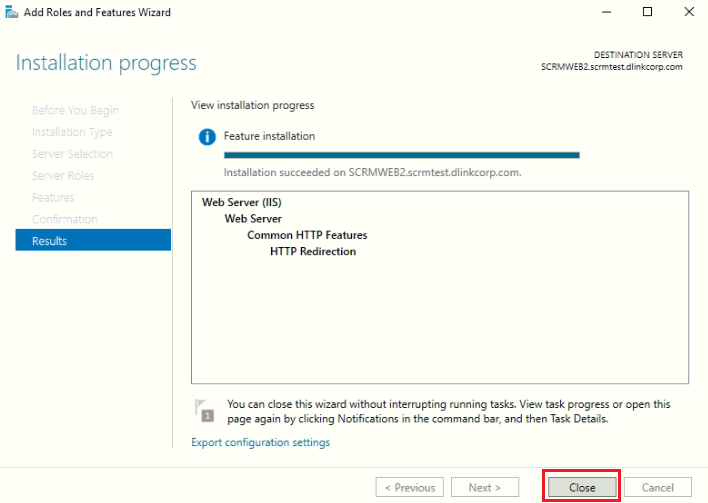 Add Roles and Features Wizard
Installation progress
DESTINATION SERVER
SCRMWEB2.scrmtest.dlinkcorp.com
Before You Begin
Installation Type
Server Selection
Server Roles
Features
Confirmation
Results
View installation progress
Feature installation
Installation succeeded on SCRMWEB2.scrmtest.dlinkcorp.com.
Web Server (IIS)
Web Server
Common HTTP Features
HTTP Redirection
1
You can close this wizard without interrupting running tasks. View task progress or open this
page again by clicking Notifications in the command bar, and then Task Details.
Export configuration settings
< Previous
Next >
Close
Cancel